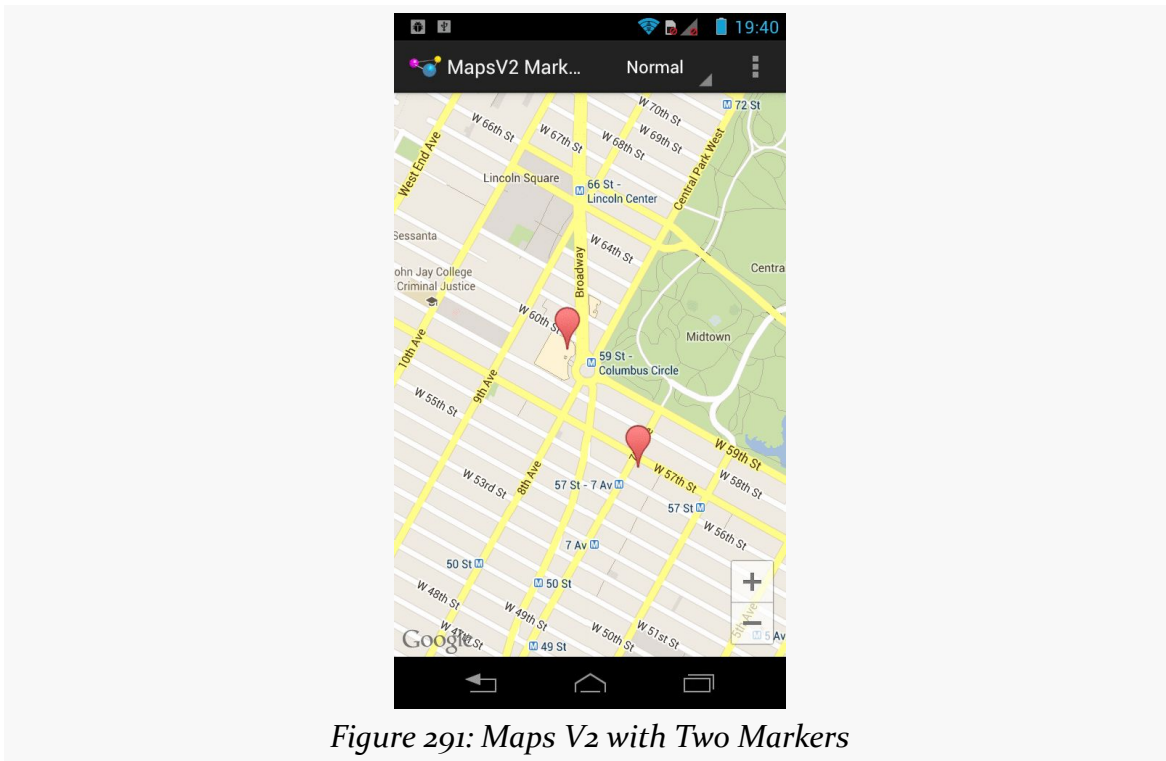 19:40
MapsV2 Mark...
Normal
W 70th St
72 St
W 66th St
W 67th St
W 69th St
W 68th St
West End Ave
Central Park West
Lincoln Square
66 St -
Lincoln Center
Sessanta
W 64th St
Broadway
Centra
ohn Jay College
Criminal Justice
W 60th St
Midtown
10th Ave
59 St -
Columbus Circle
9th Ave
W 55th St
W 59th St
W 57th St
W 58th St
8th Ave
W 53rd St
57 St - 7 Av
57 St
W 56th St
7 Av
50 St
50 St
W 48th St
5th Ave
W 49th St
W 51st St
W 50th St
5 Av
Google
49 St
Figure 291: Maps V2 with Two Markers